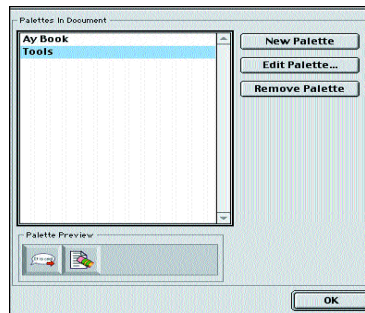 Palettes In Document
Ay Book
Tools
New Palette
Edit Palette...
Remove Palette
Palette Preview
OK